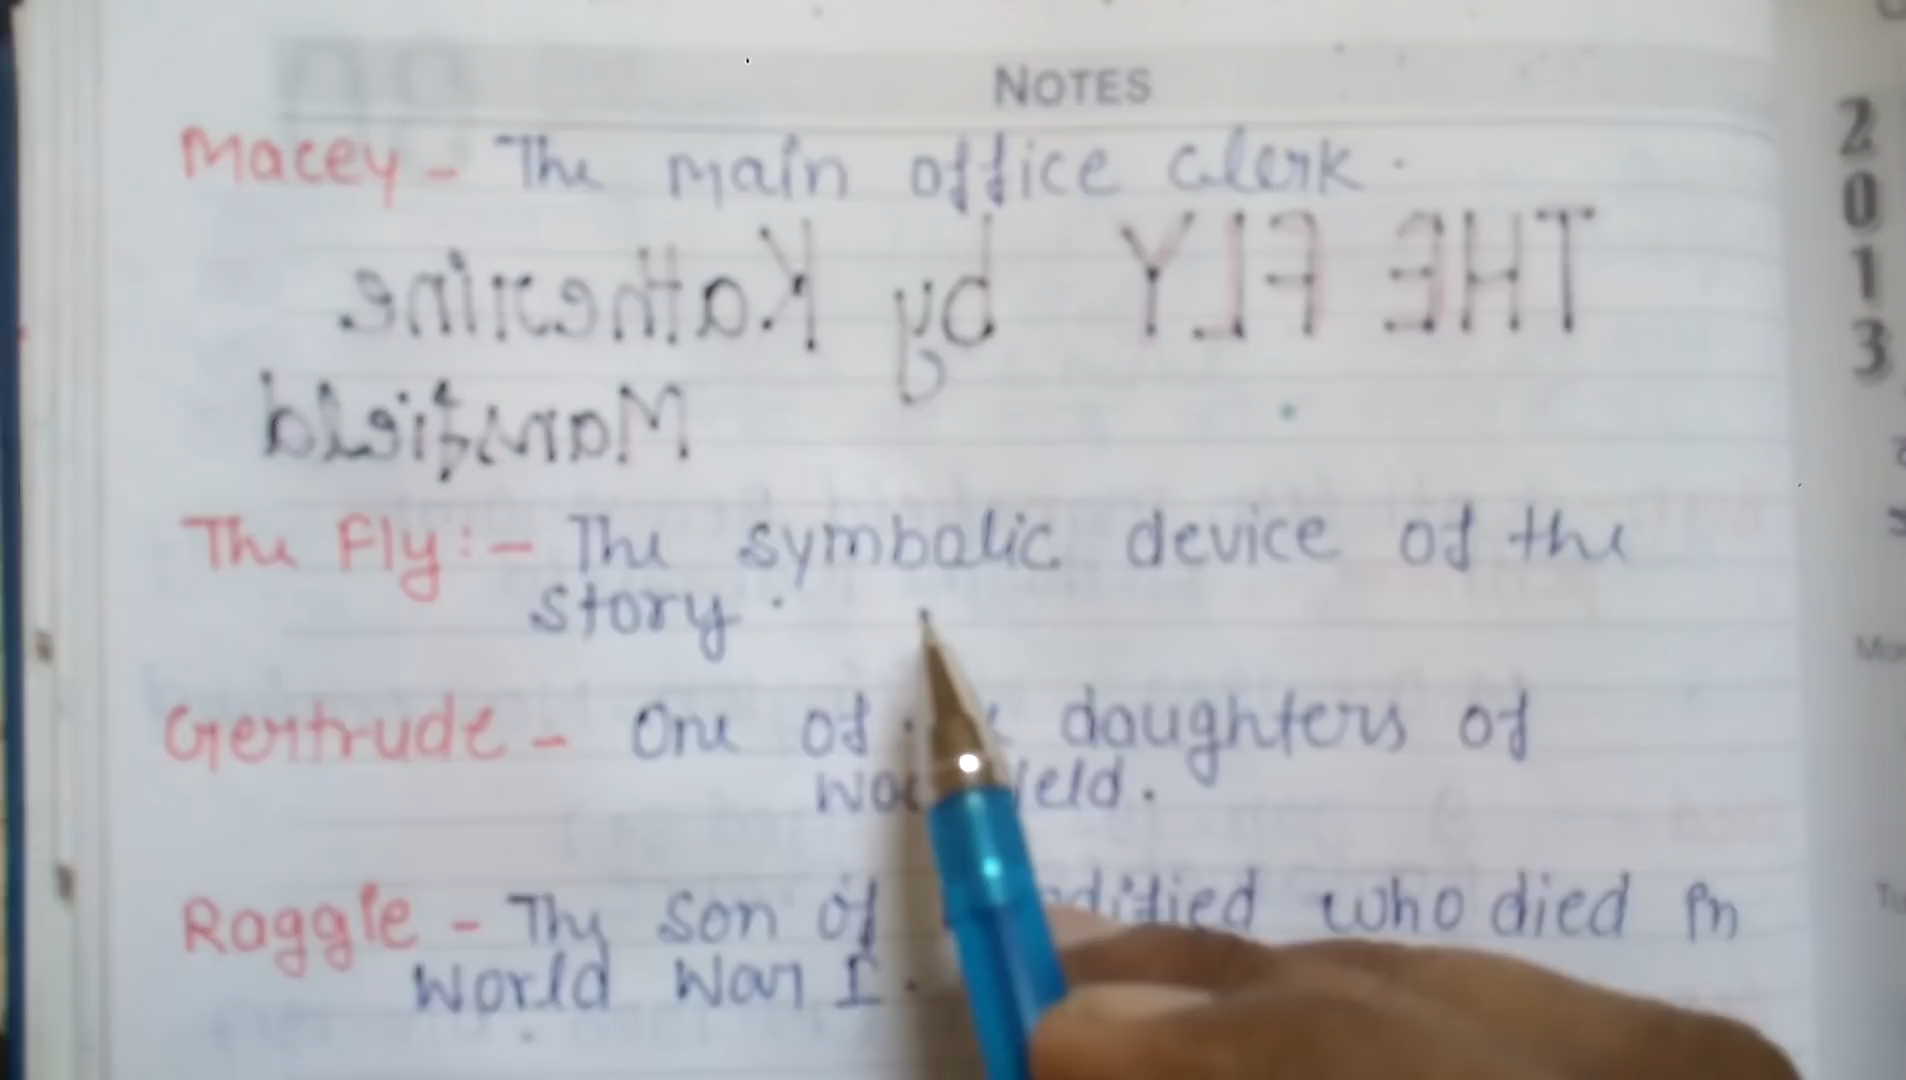 NOTES
Macey - The main office clerk.
THE FLY by Katherine
Mansfield
The Fly :- The symbolic device of the
story.
Gertrude - One of daughters of
Roggle - Thy son of who died in
World War I.
2
0
1
3